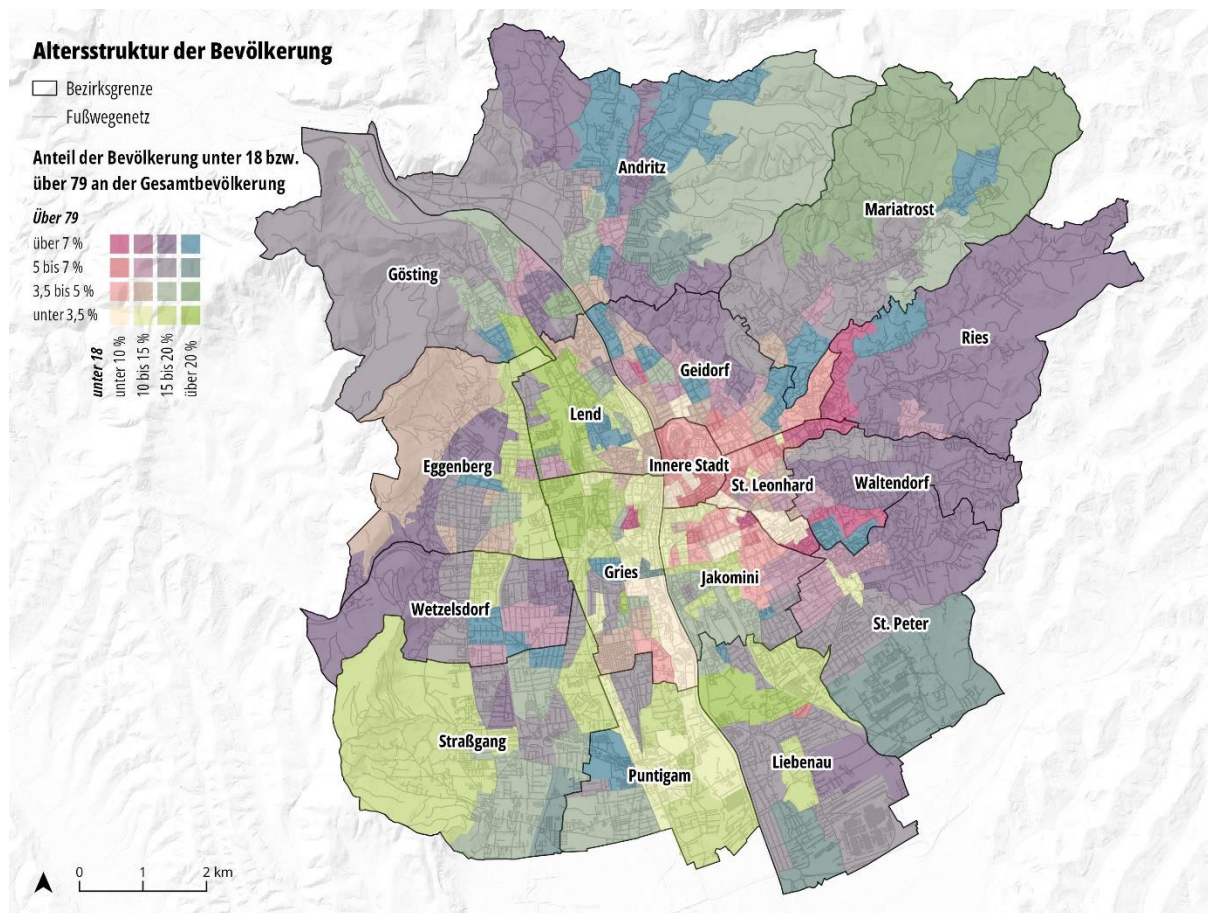 Altersstruktur der Bevölkerung
Bezirksgrenze
Fußwegenetz
Anteil der Bevölkerung unter 18 bzw.
über 79 an der Gesamtbevölkerung
Über 79
über 7 %
5 bis 7 %
3,5 bis 5 %
unter 3,5 %
unter 18
unter 10 %
10 bis 15 %
15 bis 20 %
über 20 %
Andritz
Mariatrost
Gösting
Ries
Geidorf
Lend
Innere Stadt
Eggenberg
St. Leonhard
Waltendorf
Gries
Jakomini
Wetzelsdorf
St. Peter
Straßgang
Liebenau
Puntigam
0 1 2 km